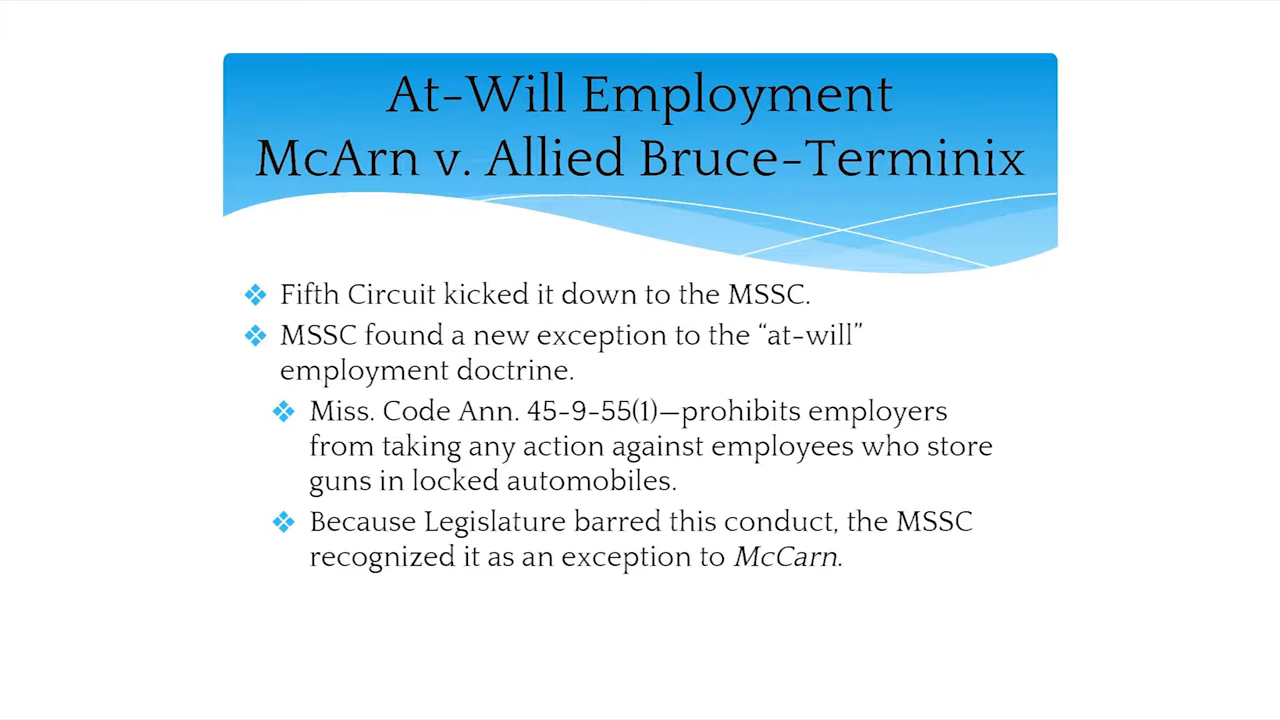 At-Will Employment
McArn v. Allied Bruce-Terminix
❖ Fifth Circuit kicked it down to the MSSC.
❖ MSSC found a new exception to the “at-will”
employment doctrine.
❖ Miss. Code Ann. 45-9-55(1)—prohibits employers
from taking any action against employees who store
guns in locked automobiles.
❖ Because Legislature barred this conduct, the MSSC
recognized it as an exception to McCarn.